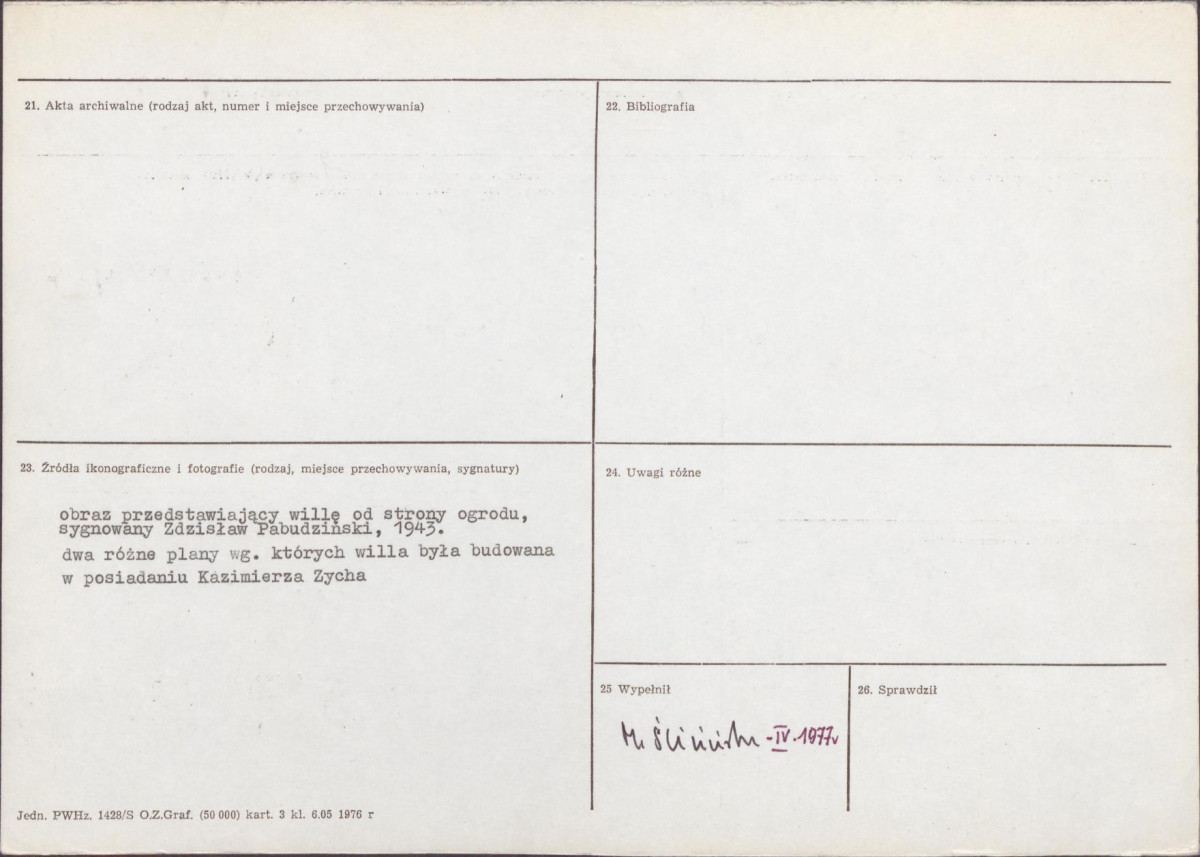 21. Akta archiwalne (rodzaj akt, numer i miejsce przechowywania)
22. Bibliografia
23. Źródła ikonograficzne i fotografie (rodzaj, miejsce przechowywania, sygnatury)
obraz przedstawiający willę od strony ogrodu,
sygnowany Zdzisław Pabudziński, 1943.
dwa różne plany wg. których willa była budowana
w posiadaniu Kazimierza Zycha
24. Uwagi różne
25 Wypełnił
M. Ślicińska - IV. 1977r
26. Sprawdził
Jedn. PWHz. 1428/S O.Z.Graf. (50 000) kart. 3 kl. 6.05 1976 r